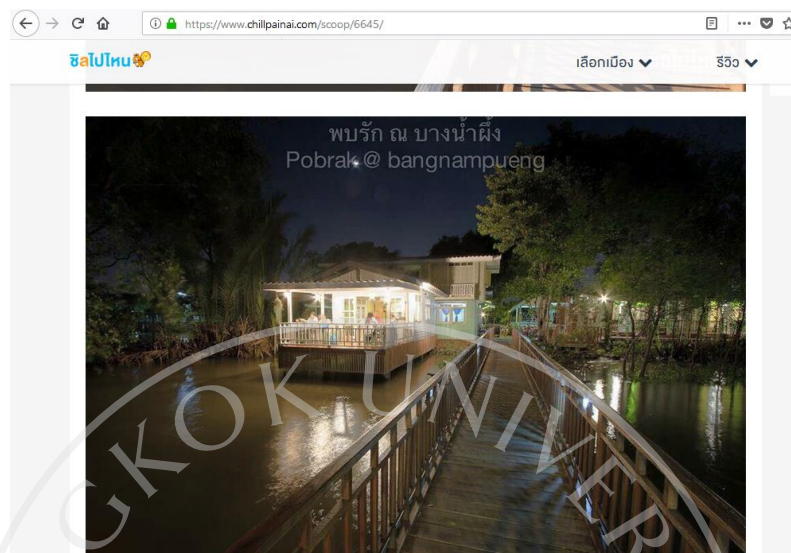 https://www.chillpainai.com/scoop/6645/
ชิลไปไหน
เลือกเมือง
รีวิว
พบรัก ณ บางน้ำผึ้ง
Pobrak@ bangnampueng
GKOK UNIVER